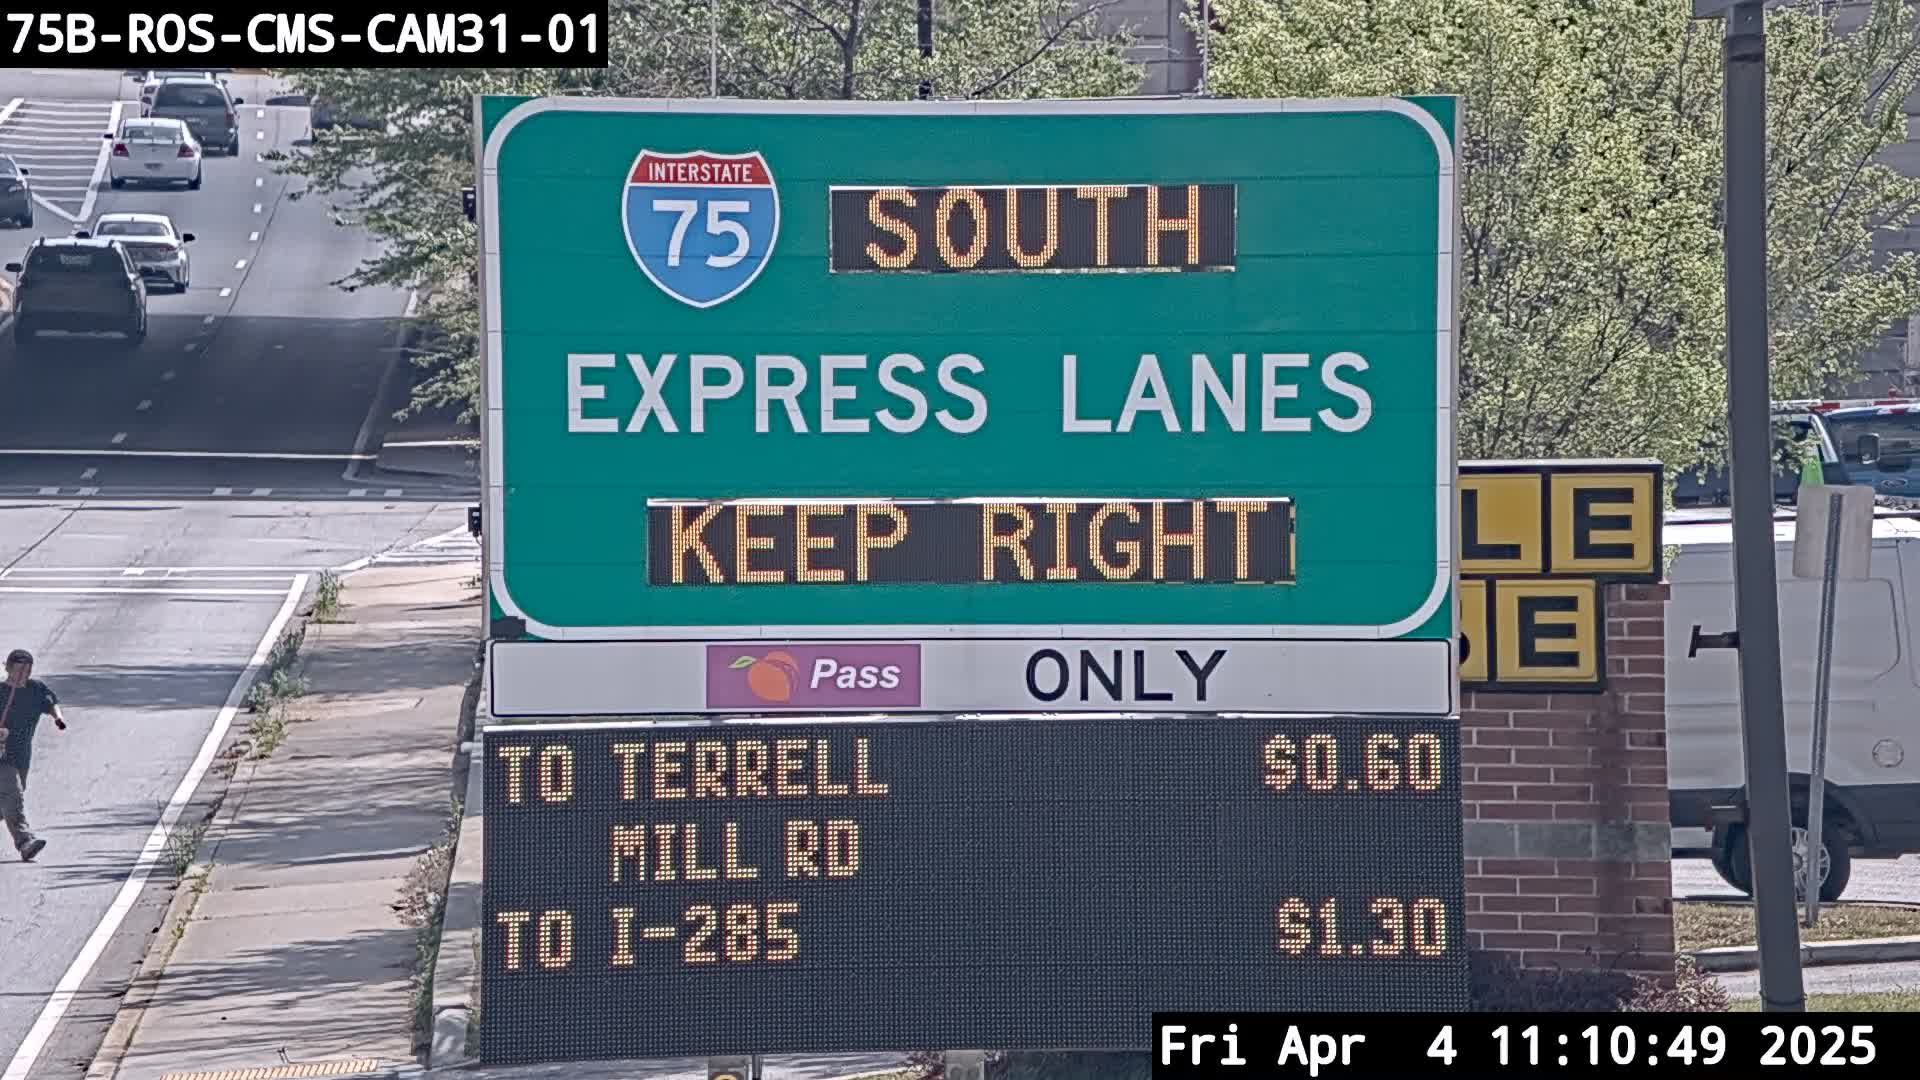 75B-ROS-CMS-CAM31-01
INTERSTATE
75
SOUTH
EXPRESS LANES
KEEP RIGHT
Pass ONLY
TO TERRELL $0.60
MILL RD
TO I-285 $1.30
LE
E
Fri Apr 4 11:10:49 2025